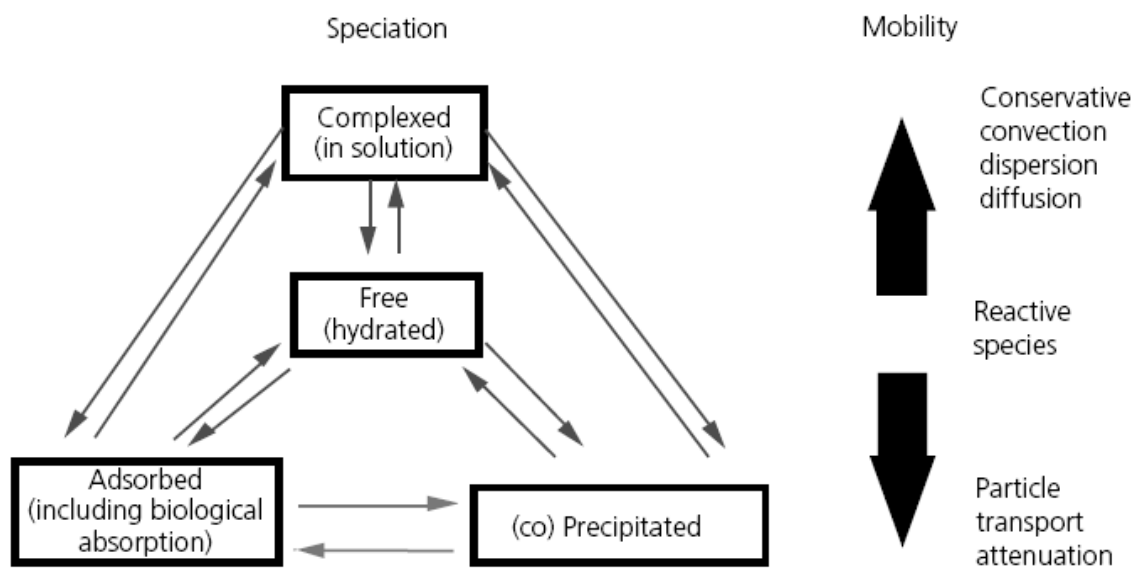 Speciation
Mobility
Complexed
(in solution)
Conservative
convection
dispersion
diffusion
Free
(hydrated)
Reactive
species
Adsorbed
(including biological
absorption)
(co) Precipitated
Particle
transport
attenuation